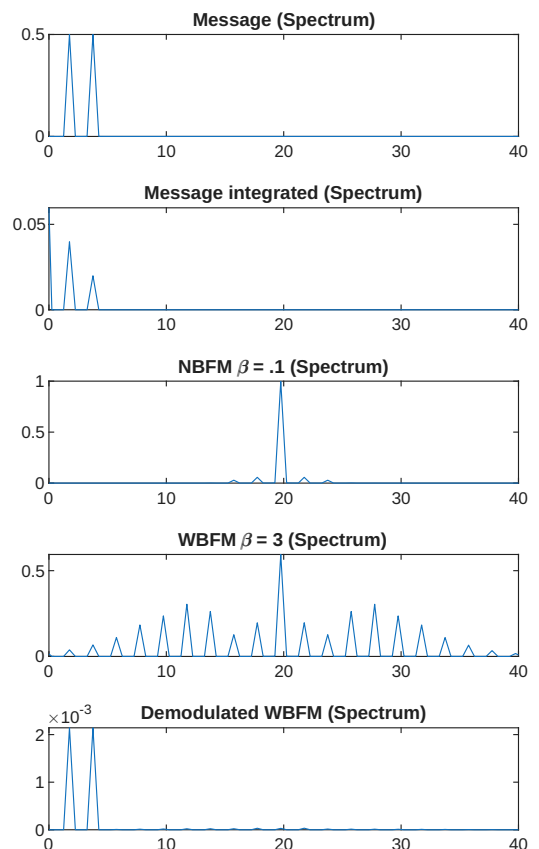 Message (Spectrum)
0.5
0
0 10 20 30 40
Message integrated (Spectrum)
0.05
0
0 10 20 30 40
NBFM β = .1 (Spectrum)
1
0.5
0
0 10 20 30 40
WBFM β = 3 (Spectrum)
0.5
0
0 10 20 30 40
×10⁻³ Demodulated WBFM (Spectrum)
2
1
0
0 10 20 30 40